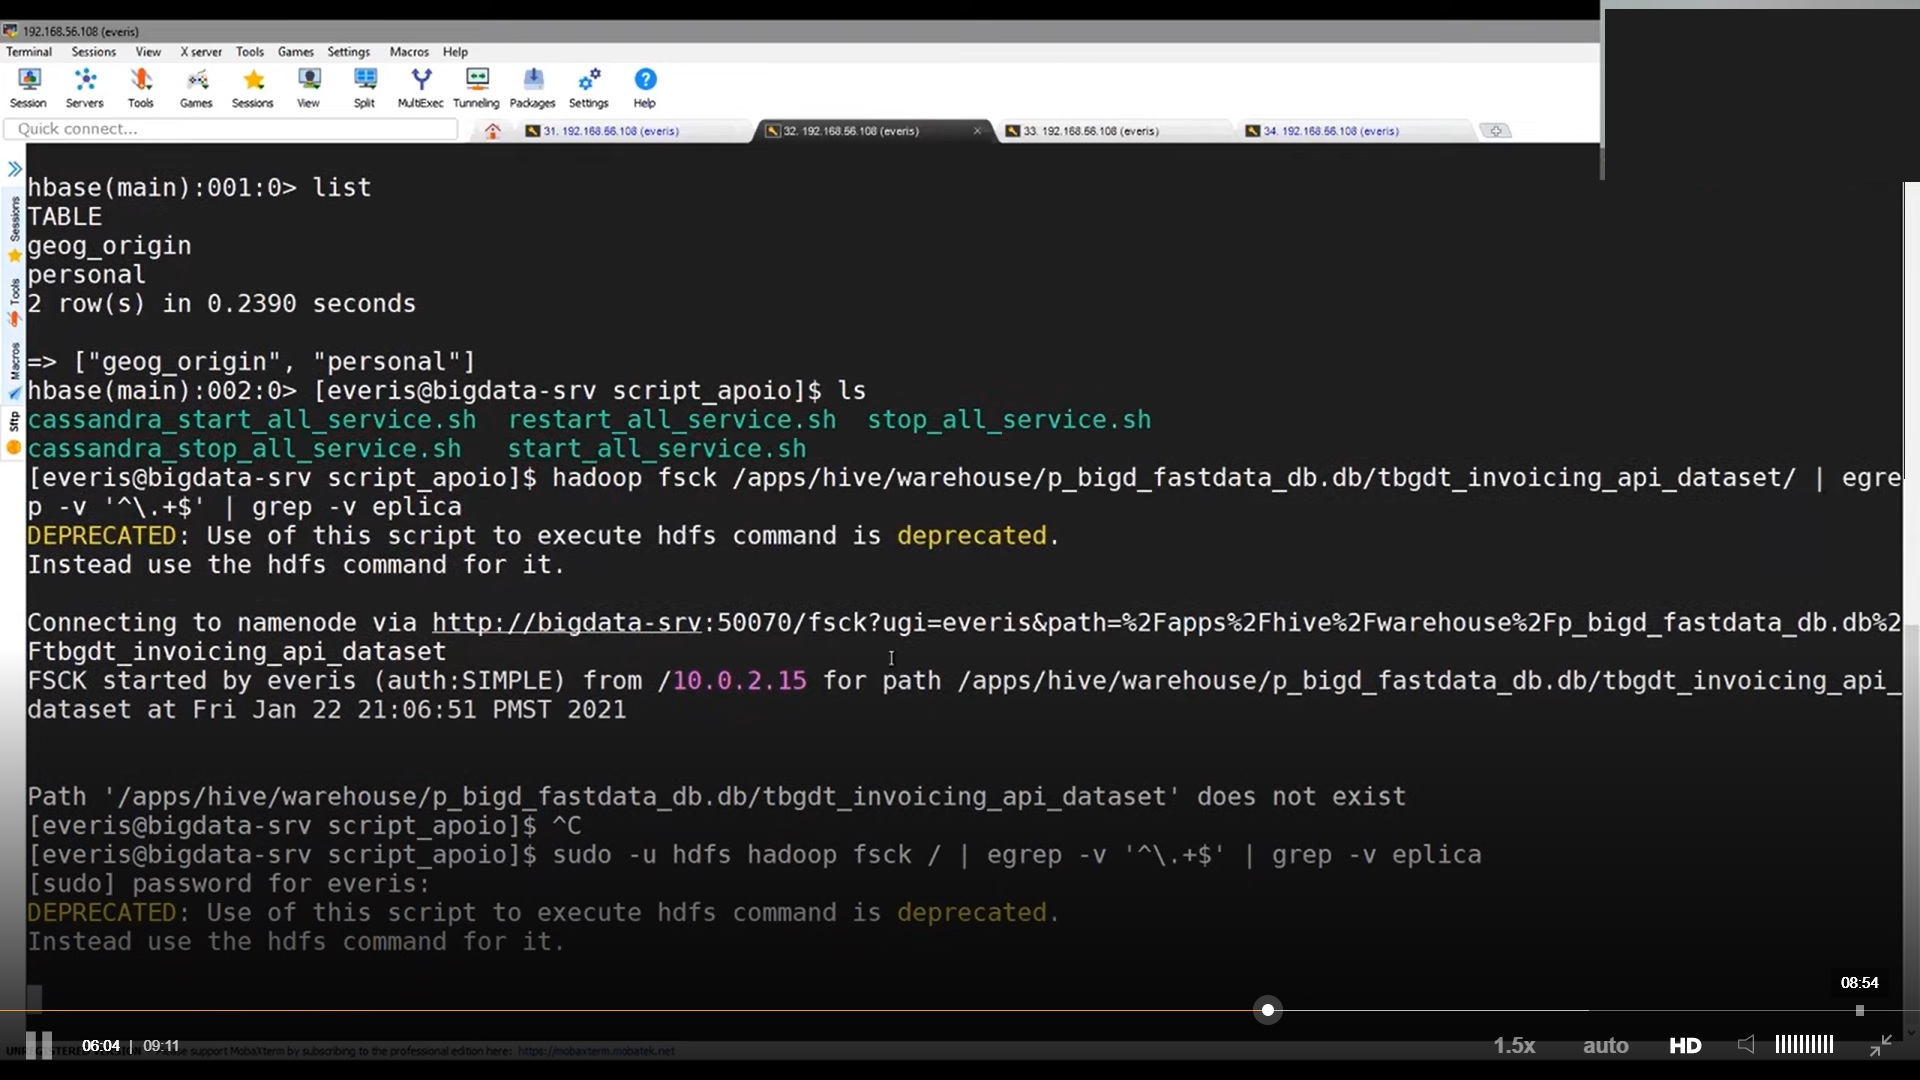 192.168.56.108 (everis)
Terminal Sessions View X server Tools Games Settings Macros Help
Session Servers Tools Games Sessions View Split MultiExec Tunneling Packages Settings Help
Quick connect...
31. 192.168.56.108 (everis)
32. 192.168.56.108 (everis)
33. 192.168.56.108 (everis)
34. 192.168.56.108 (everis)
Sessions
Tools
Macros
Sftp
hbase(main):001:0> list
TABLE
geog_origin
personal
2 row(s) in 0.2390 seconds
=> ["geog_origin", "personal"]
hbase(main):002:0> [everis@bigdata-srv script_apoio]$ ls
cassandra_start_all_service.sh restart_all_service.sh stop_all_service.sh
cassandra_stop_all_service.sh start_all_service.sh
[everis@bigdata-srv script_apoio]$ hadoop fsck /apps/hive/warehouse/p_bigd_fastdata_db.db/tbgdt_invoicing_api_dataset/ | egre
p -v '^\.+$' | grep -v eplica
DEPRECATED: Use of this script to execute hdfs command is deprecated.
Instead use the hdfs command for it.
Connecting to namenode via http://bigdata-srv:50070/fsck?ugi=everis&path=%2Fapps%2Fhive%2Fwarehouse%2Fp_bigd_fastdata_db.db%2
Ftbgdt_invoicing_api_dataset
FSCK started by everis (auth:SIMPLE) from /10.0.2.15 for path /apps/hive/warehouse/p_bigd_fastdata_db.db/tbgdt_invoicing_api_
dataset at Fri Jan 22 21:06:51 PMST 2021
Path '/apps/hive/warehouse/p_bigd_fastdata_db.db/tbgdt_invoicing_api_dataset' does not exist
[everis@bigdata-srv script_apoio]$ ^C
[everis@bigdata-srv script_apoio]$ sudo -u hdfs hadoop fsck / | egrep -v '^\.+$' | grep -v eplica
[sudo] password for everis:
DEPRECATED: Use of this script to execute hdfs command is deprecated.
Instead use the hdfs command for it.
08:54
06:04 | 09:11
support MobaXterm by subscribing to the professional edition here: https://mobaxterm.mobatek.net
1.5x auto HD